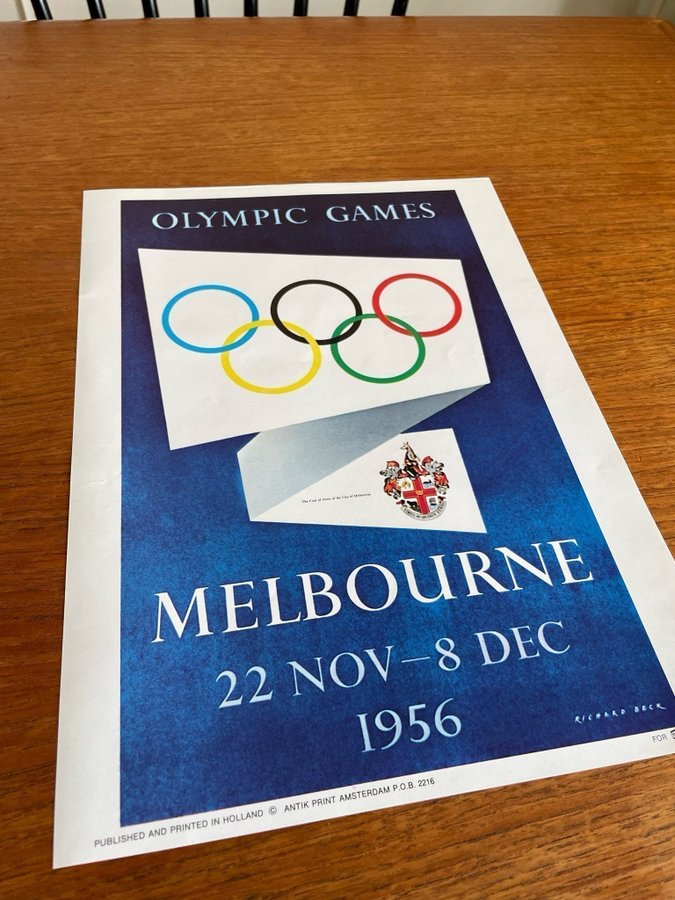 OLYMPIC GAMES
The Coat of Arms of the City of Melbourne
MELBOURNE
22 NOV–8 DEC
1956
RICHARD BECK
PUBLISHED AND PRINTED IN HOLLAND © ANTIK PRINT AMSTERDAM P.O.B. 2216
FOR